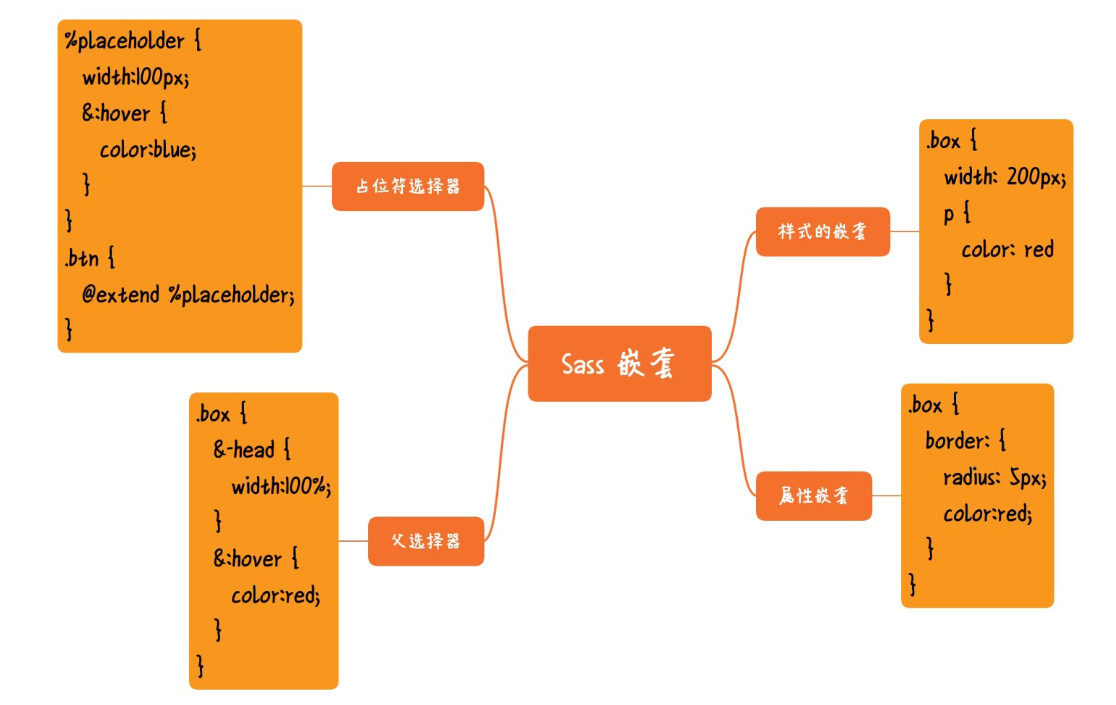 %placeholder {
width:100px;
&:hover {
color:blue;
}
}
.btn {
@extend %placeholder;
}
占位符选择器
.box {
&-head {
width:100%;
}
&:hover {
color:red;
}
}
父选择器
Sass 嵌套
样式的嵌套
.box {
width: 200px;
p {
color: red
}
}
属性嵌套
.box {
border: {
radius: 5px;
color:red;
}
}